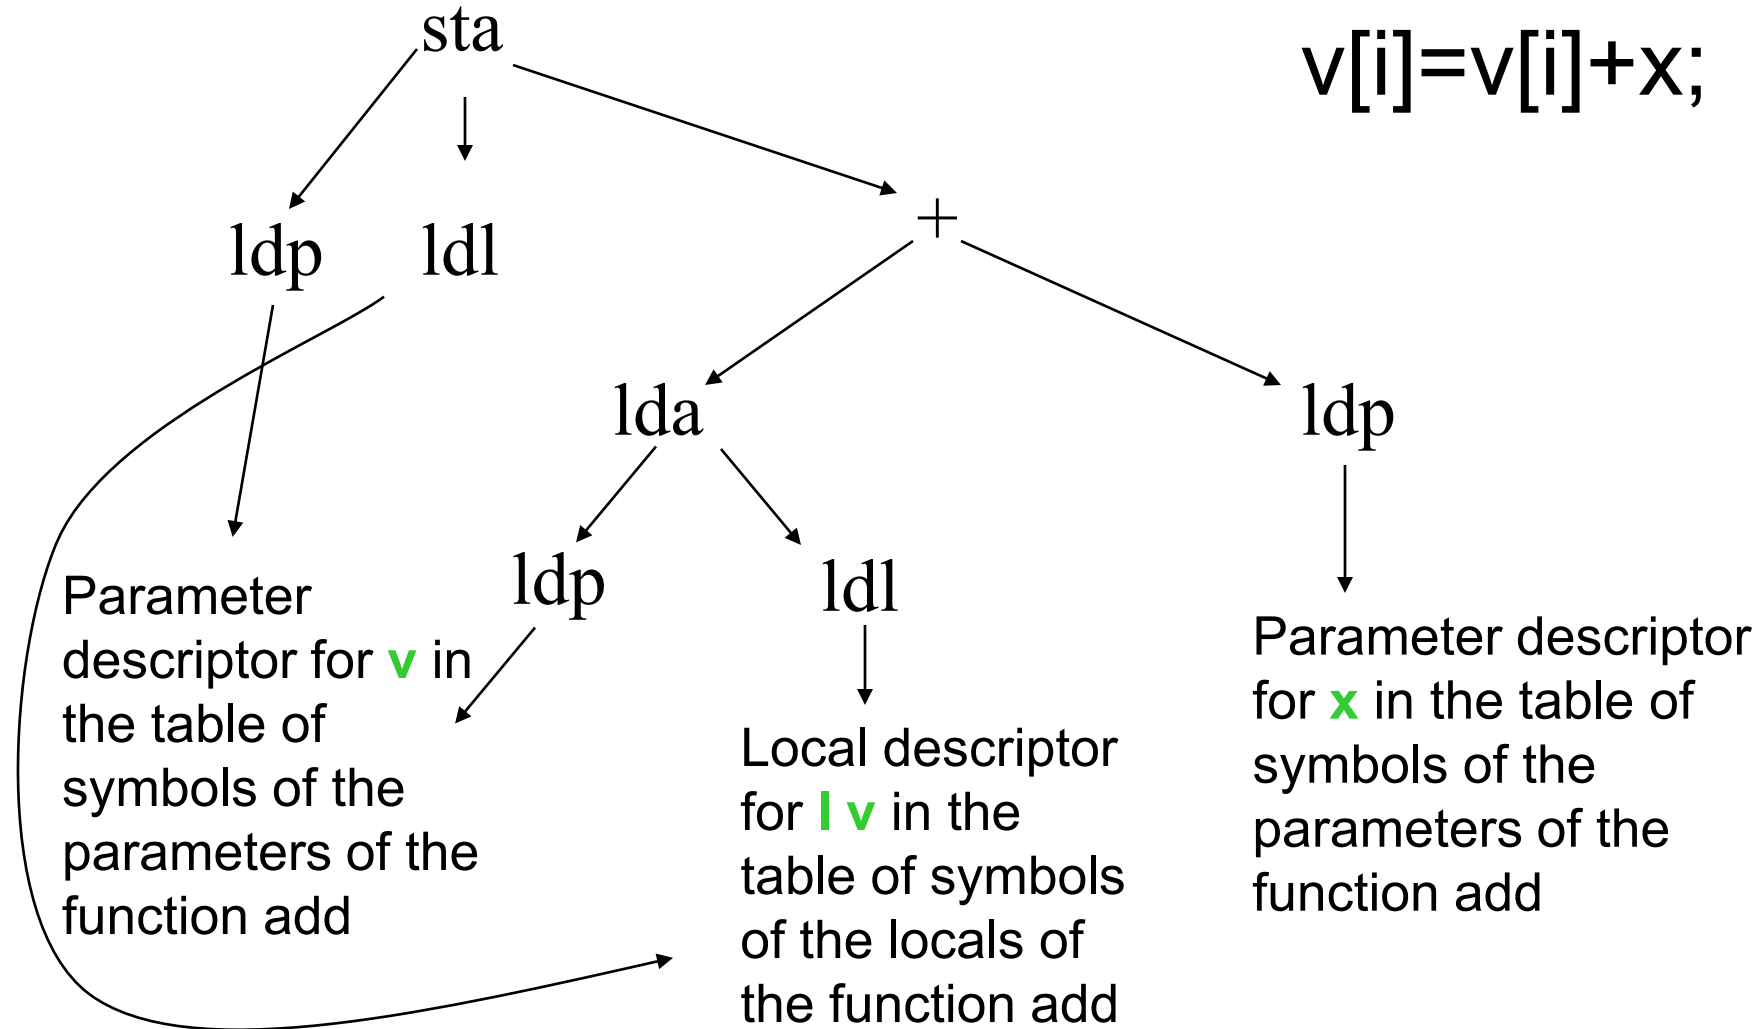 sta
v[i]=v[i]+x;
ldp
ldl
+
lda
ldp
ldp
ldl
Parameter
descriptor for v in
the table of
symbols of the
parameters of the
function add
Local descriptor
for l v in the
table of symbols
of the locals of
the function add
Parameter descriptor
for x in the table of
symbols of the
parameters of the
function add